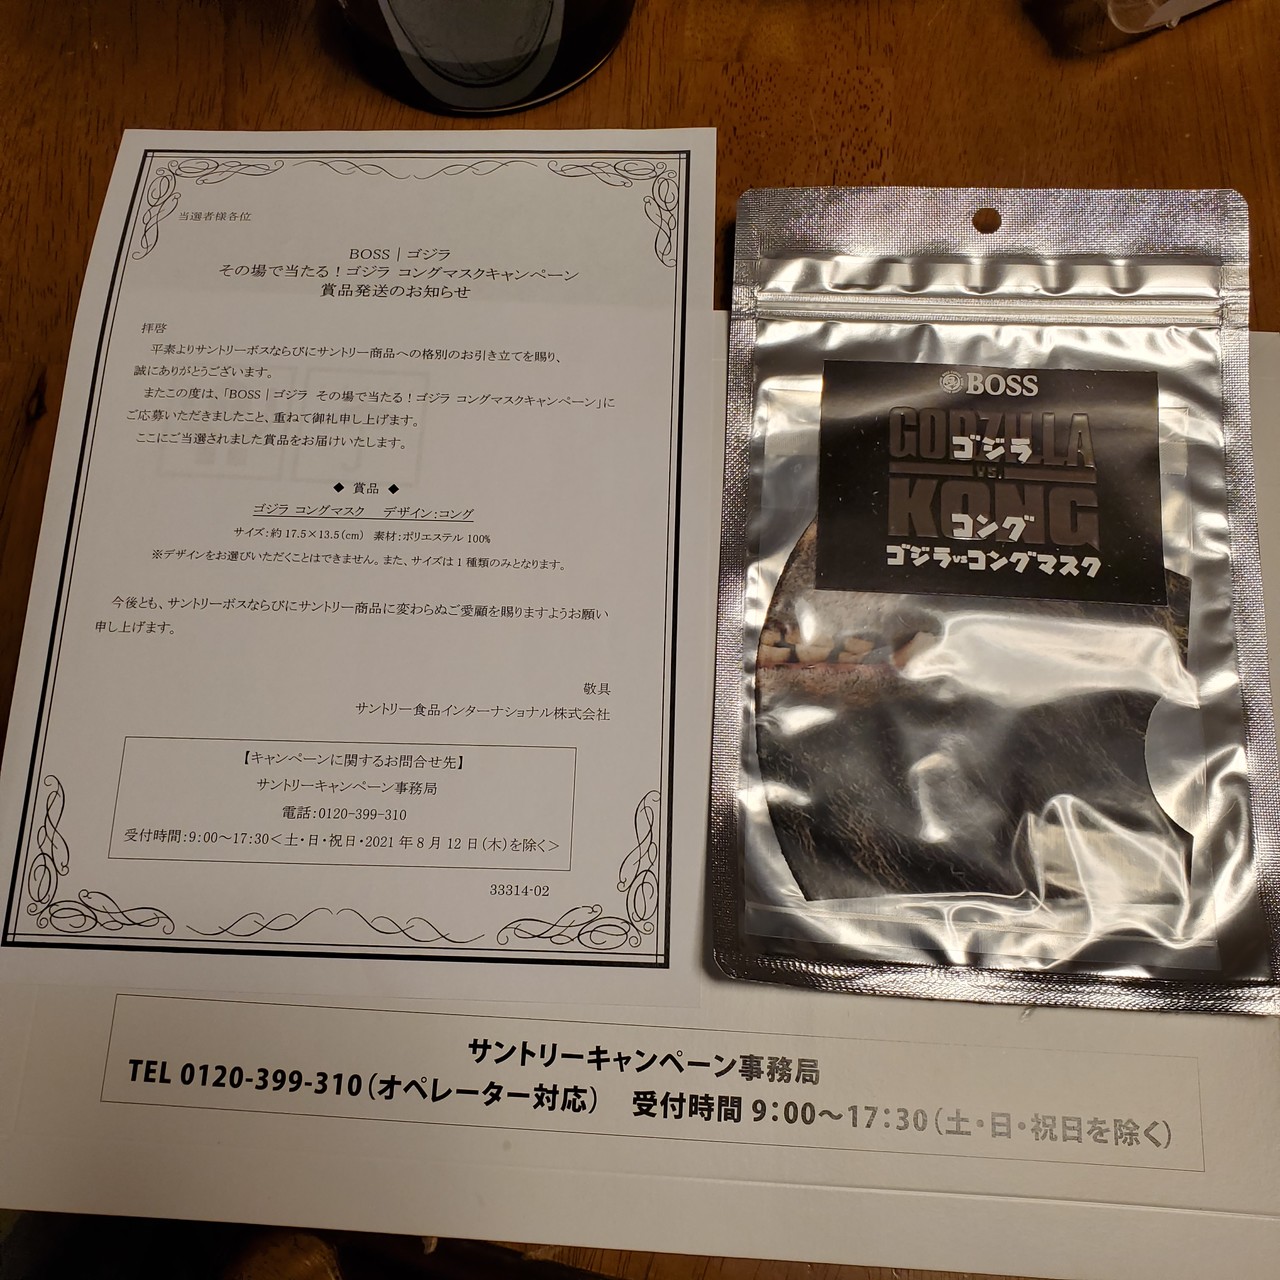 当選者様各位
BOSS｜ゴジラ
その場で当たる！ゴジラ コングマスクキャンペーン
賞品発送のお知らせ
拝啓
平素よりサントリーボスならびにサントリー商品への格別のお引き立てを賜り、
誠にありがとうございます。
またこの度は、「BOSS｜ゴジラ その場で当たる！ゴジラ コングマスクキャンペーン」に
ご応募いただきましたこと、重ねて御礼申し上げます。
ここにご当選されました賞品をお届けいたします。
◆ 賞品 ◆
ゴジラ コングマスク　デザイン：コング
サイズ：約17.5×13.5(cm)　素材：ポリエステル 100%
※デザインをお選びいただくことはできません。また、サイズは1種類のみとなります。
今後とも、サントリーボスならびにサントリー商品に変わらぬご愛顧を賜りますようお願い
申し上げます。
敬具
サントリー食品インターナショナル株式会社
【キャンペーンに関するお問合せ先】
サントリーキャンペーン事務局
電話：0120-399-310
受付時間：9:00～17:30＜土・日・祝日・2021年8月12日（木）を除く＞
33314-02
BOSS
GODZILLA
ゴジラ
VS.
KONG
コング
ゴジラvsコングマスク
サントリーキャンペーン事務局
TEL 0120-399-310（オペレーター対応）　受付時間 9：00～17：30（土・日・祝日を除く）